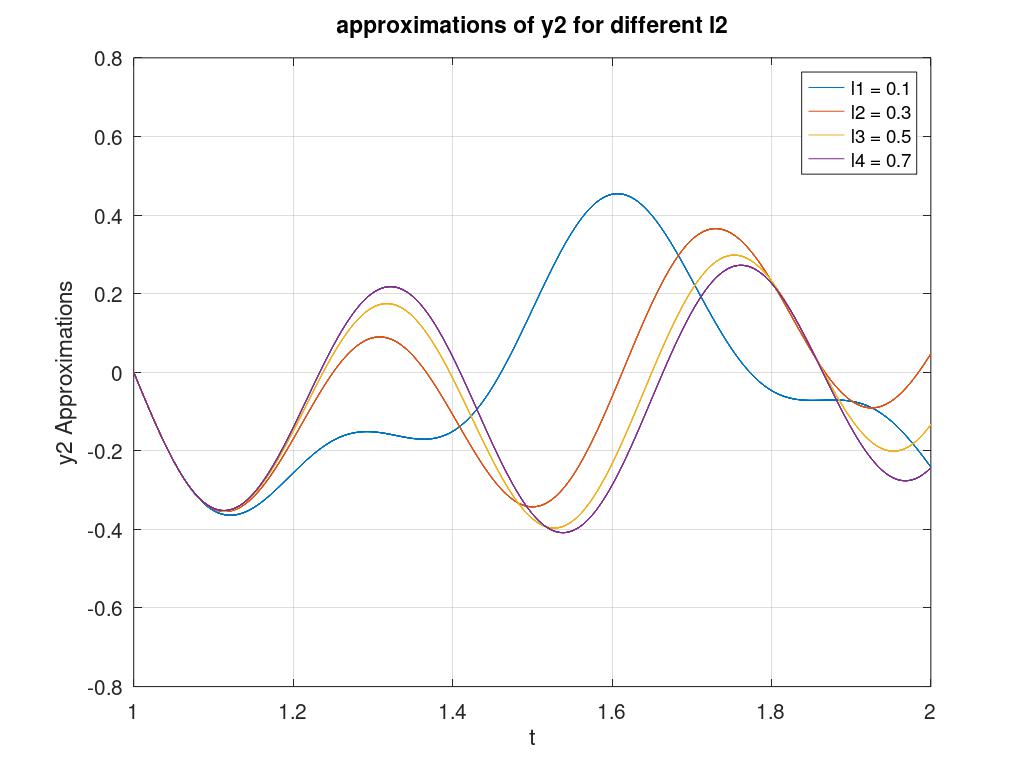 approximations of y2 for different l2
0.8
0.6
0.4
0.2
0
-0.2
-0.4
-0.6
-0.8
y2 Approximations
l1 = 0.1
l2 = 0.3
l3 = 0.5
l4 = 0.7
1
1.2
1.4
1.6
1.8
2
t